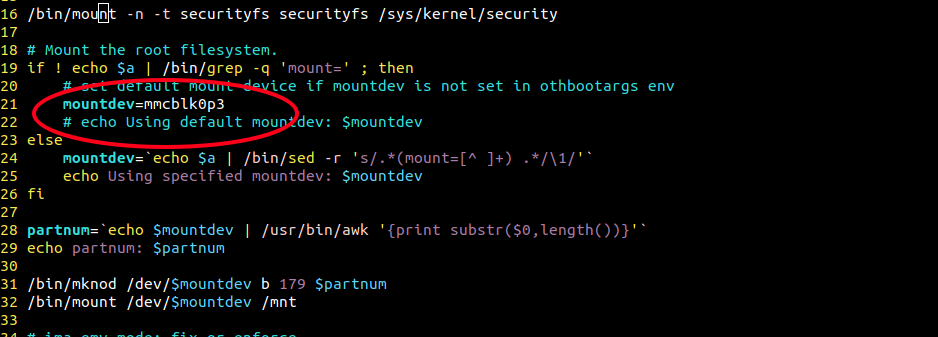 16 /bin/mount -n -t securityfs securityfs /sys/kernel/security
17
18 # Mount the root filesystem.
19 if ! echo $a | /bin/grep -q 'mount=' ; then
20     # set default mount device if mountdev is not set in othbootargs env
21     mountdev=mmcblk0p3
22     # echo Using default mountdev: $mountdev
23 else
24     mountdev=`echo $a | /bin/sed -r 's/.*(mount=[^ ]+) .*/\1/'`
25     echo Using specified mountdev: $mountdev
26 fi
27
28 partnum=`echo $mountdev | /usr/bin/awk '{print substr($0,length())}'`
29 echo partnum: $partnum
30
31 /bin/mknod /dev/$mountdev b 179 $partnum
32 /bin/mount /dev/$mountdev /mnt
33